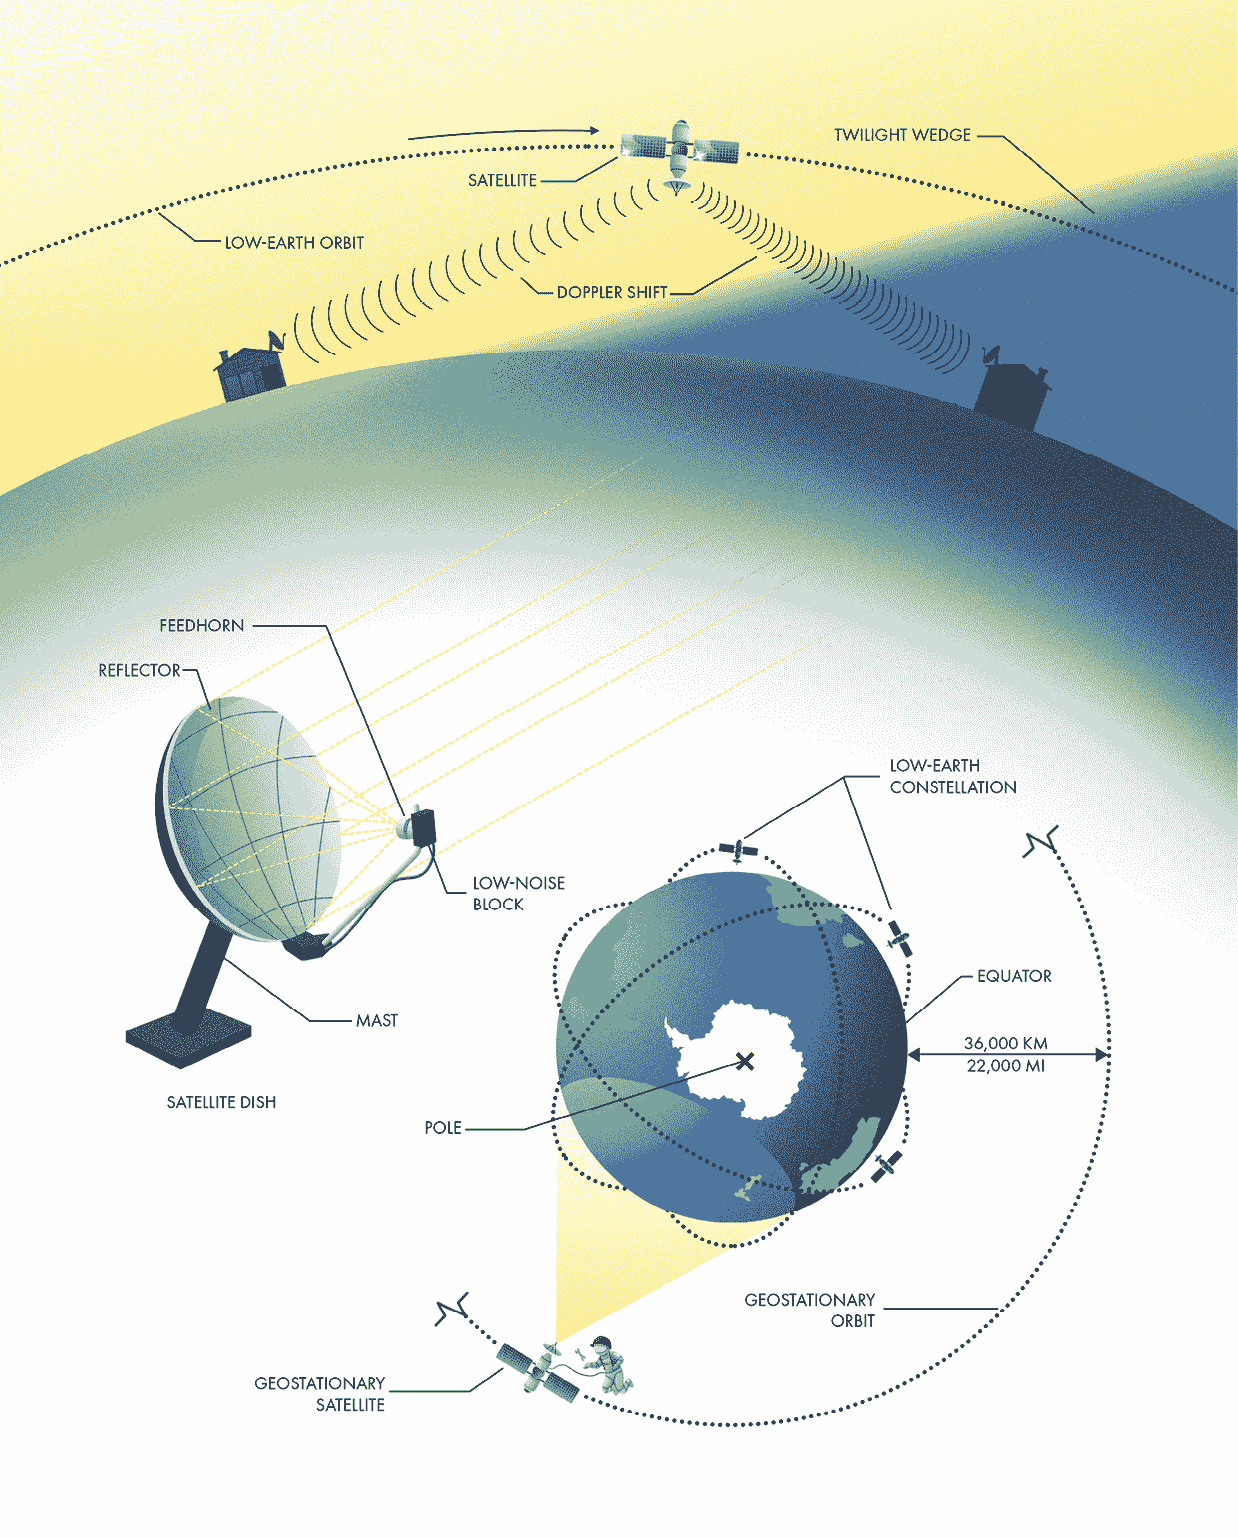 TWILIGHT WEDGE
SATELLITE
LOW-EARTH ORBIT
DOPPLER SHIFT
FEEDHORN
REFLECTOR
LOW-EARTH
CONSTELLATION
LOW-NOISE
BLOCK
EQUATOR
MAST
36,000 KM
22,000 MI
SATELLITE DISH
POLE
GEOSTATIONARY
ORBIT
GEOSTATIONARY
SATELLITE